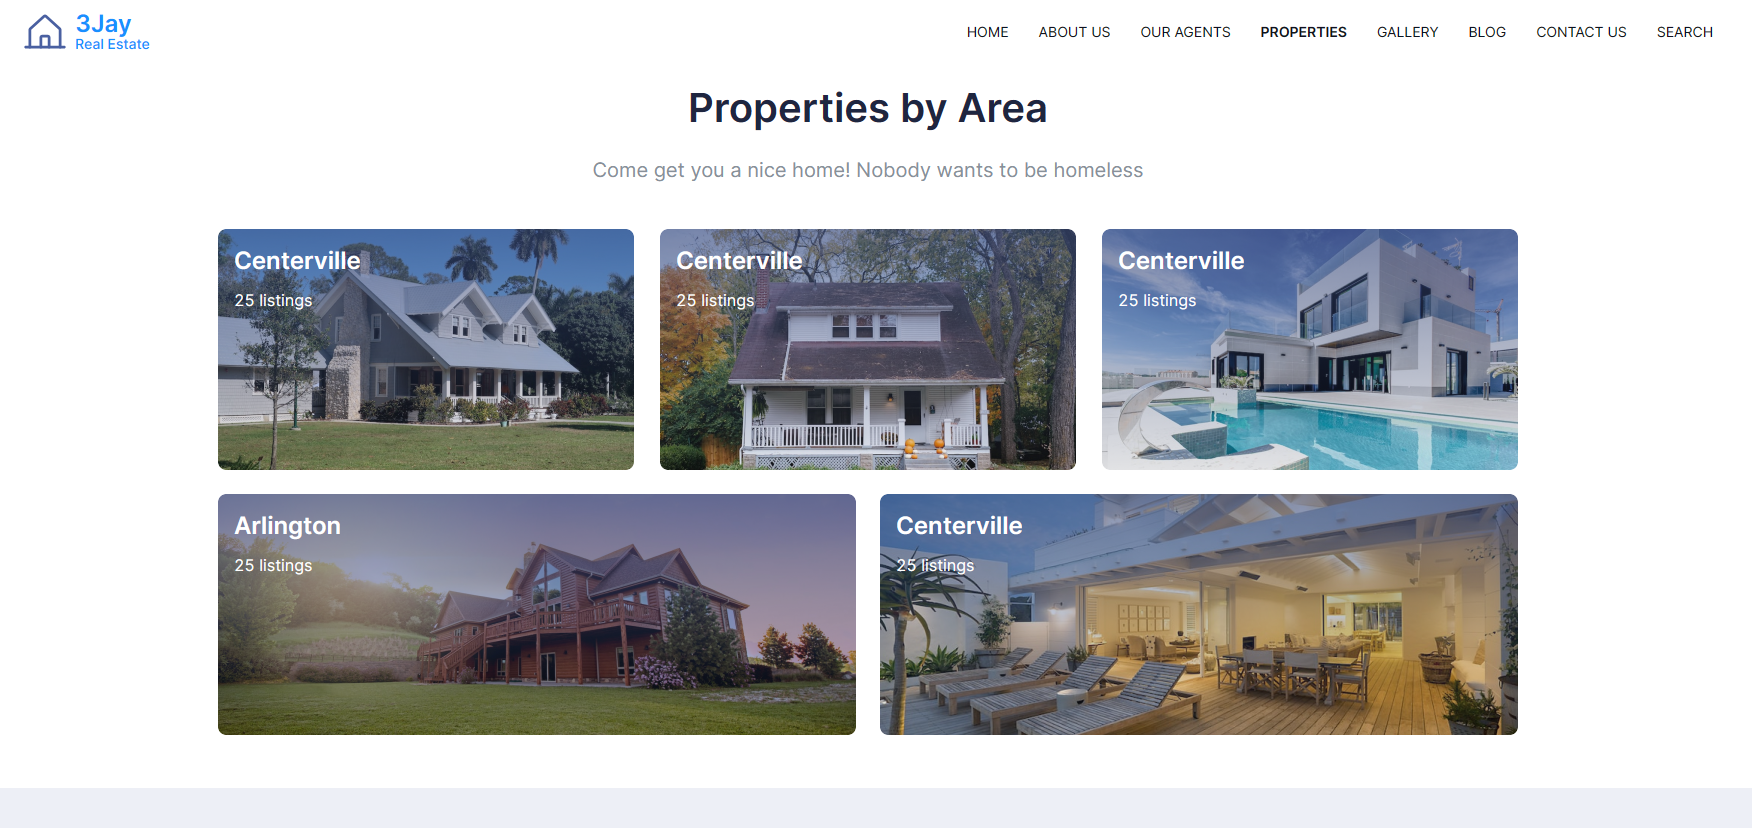 3Jay
Real Estate
HOME ABOUT US OUR AGENTS PROPERTIES GALLERY BLOG CONTACT US SEARCH
Properties by Area
Come get you a nice home! Nobody wants to be homeless
Centerville
25 listings
Centerville
25 listings
Centerville
25 listings
Arlington
25 listings
Centerville
25 listings